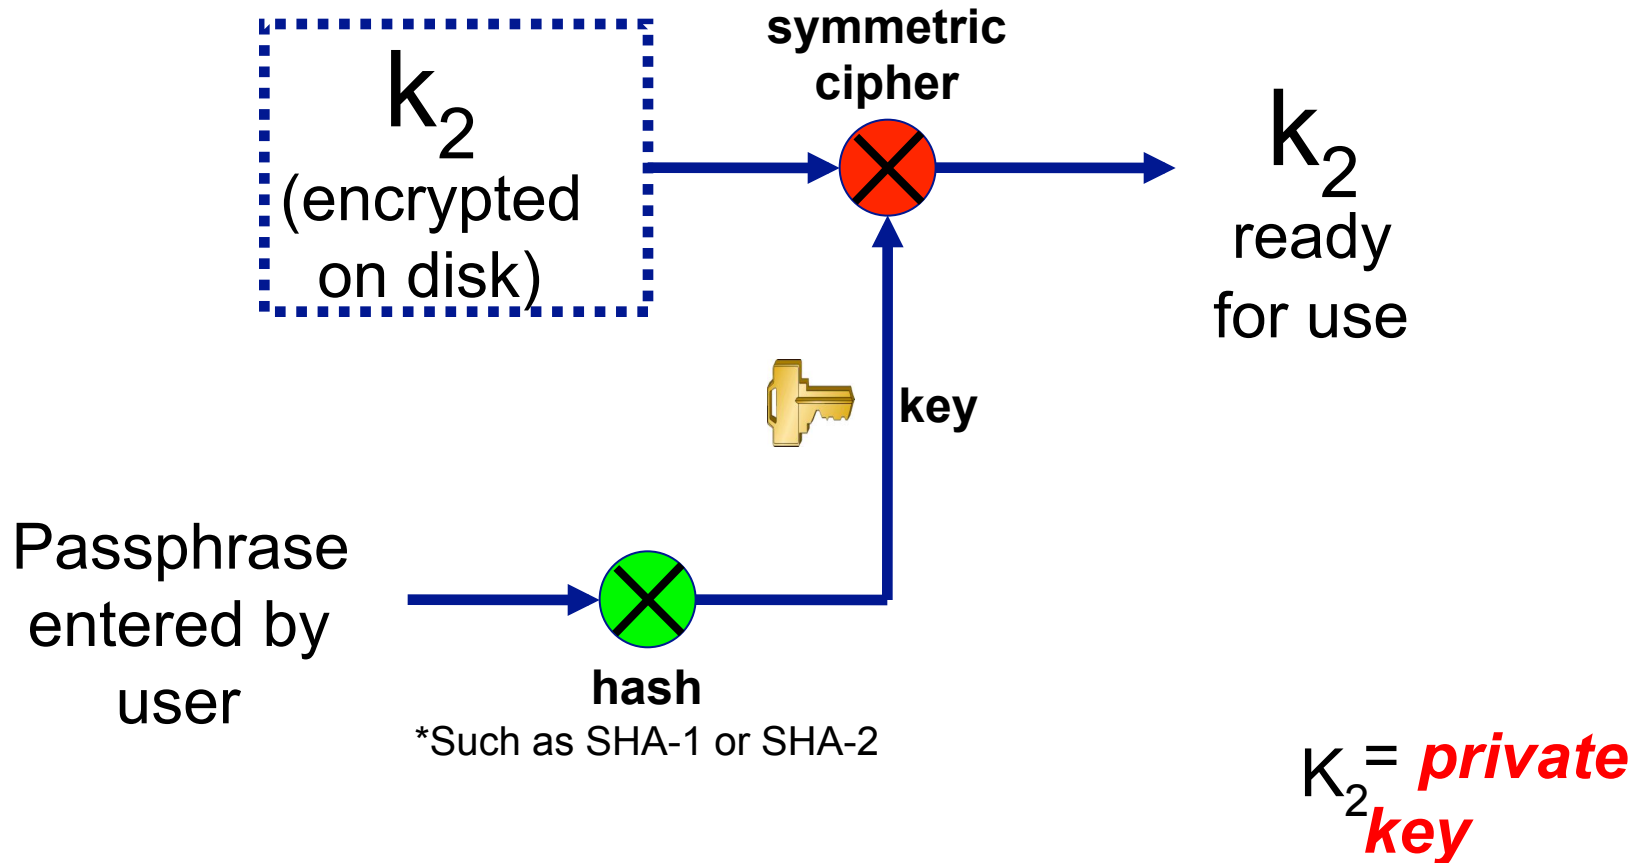 symmetric
cipher
k₂
(encrypted
on disk)
k₂
ready
for use
key
Passphrase
entered by
user
hash
*Such as SHA-1 or SHA-2
K₂= private
key